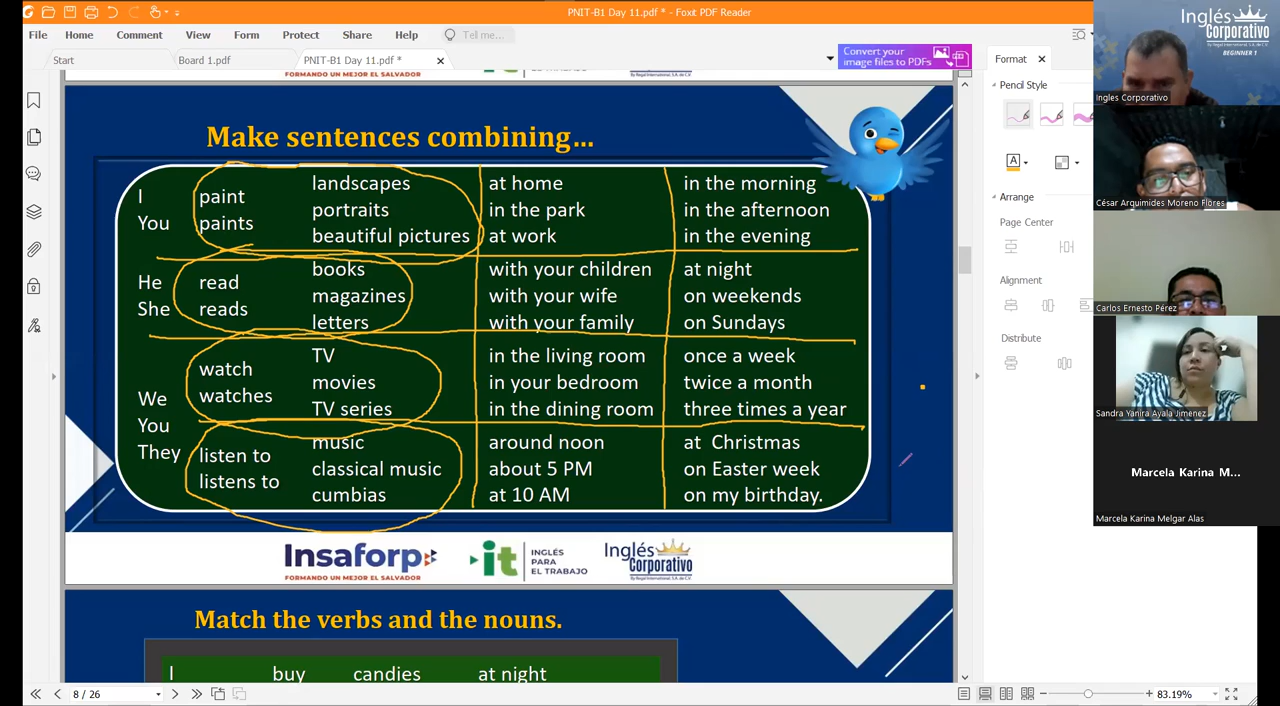 PNIT-B1 Day 11.pdf * - Foxit PDF Reader
File Home Comment View Form Protect Share Help Tell me...
Start Board 1.pdf PNIT-B1 Day 11.pdf *
Convert your
image files to PDFs
FORMANDO UN MEJOR EL SALVADOR
EL TRABAJO
Make sentences combining...
I paint landscapes at home in the morning
You paints portraits in the park in the afternoon
beautiful pictures at work in the evening
He read books with your children at night
She reads magazines with your wife on weekends
letters with your family on Sundays
watch TV in the living room once a week
We watches movies in your bedroom twice a month
You TV series in the dining room three times a year
They listen to music around noon at Christmas
listens to classical music about 5 PM on Easter week
cumbias at 10 AM on my birthday.
Insaforp
FORMANDO UN MEJOR EL SALVADOR
it INGLÉS
PARA
EL TRABAJO
Inglés
Corporativo
Match the verbs and the nouns.
I buy candies at night
8 / 26
83.19%
Format
Pencil Style
Arrange
Page Center
Alignment
Distribute
Inglés
Corporativo
BEGINNER 1
Ingles Corporativo
César Arquimides Moreno Flores
Carlos Ernesto Pérez
Sandra Yanira Ayala Jimenez
Marcela Karina M...
Marcela Karina Melgar Alas